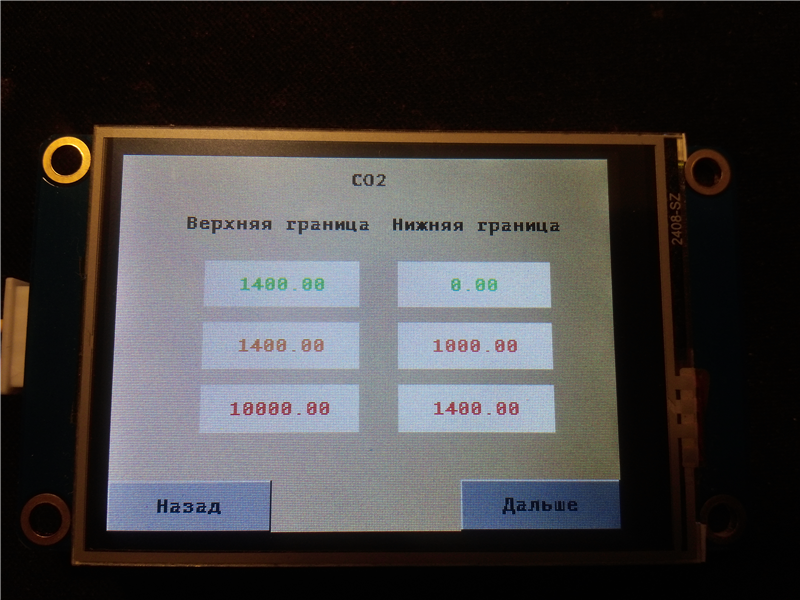 CO2
Верхняя граница Нижняя граница
1400.00 0.00
1400.00 1000.00
10000.00 1400.00
Назад Дальше
2408-SZ